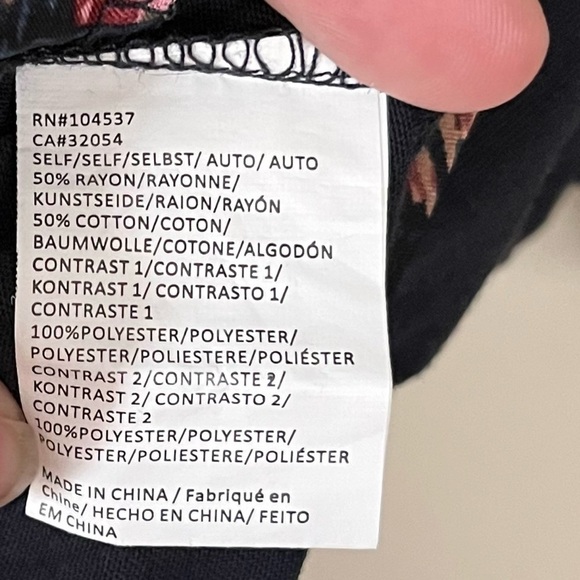 RN#104537
CA#32054
SELF/SELF/SELBST/ AUTO/ AUTO
50% RAYON/RAYONNE/
KUNSTSEIDE/RAION/RAYÓN
50% COTTON/COTON/
BAUMWOLLE/COTONE/ALGODÓN
CONTRAST 1/CONTRASTE 1/
KONTRAST 1/ CONTRASTO 1/
CONTRASTE 1
100%POLYESTER/POLYESTER/
POLYESTER/POLIESTERE/POLIÉSTER
CONTRAST 2/CONTRASTE 2/
KONTRAST 2/ CONTRASTO 2/
CONTRASTE 2
100%POLYESTER/POLYESTER/
POLYESTER/POLIESTERE/POLIÉSTER
MADE IN CHINA / Fabriqué en
Chine/ HECHO EN CHINA/ FEITO
EM CHINA